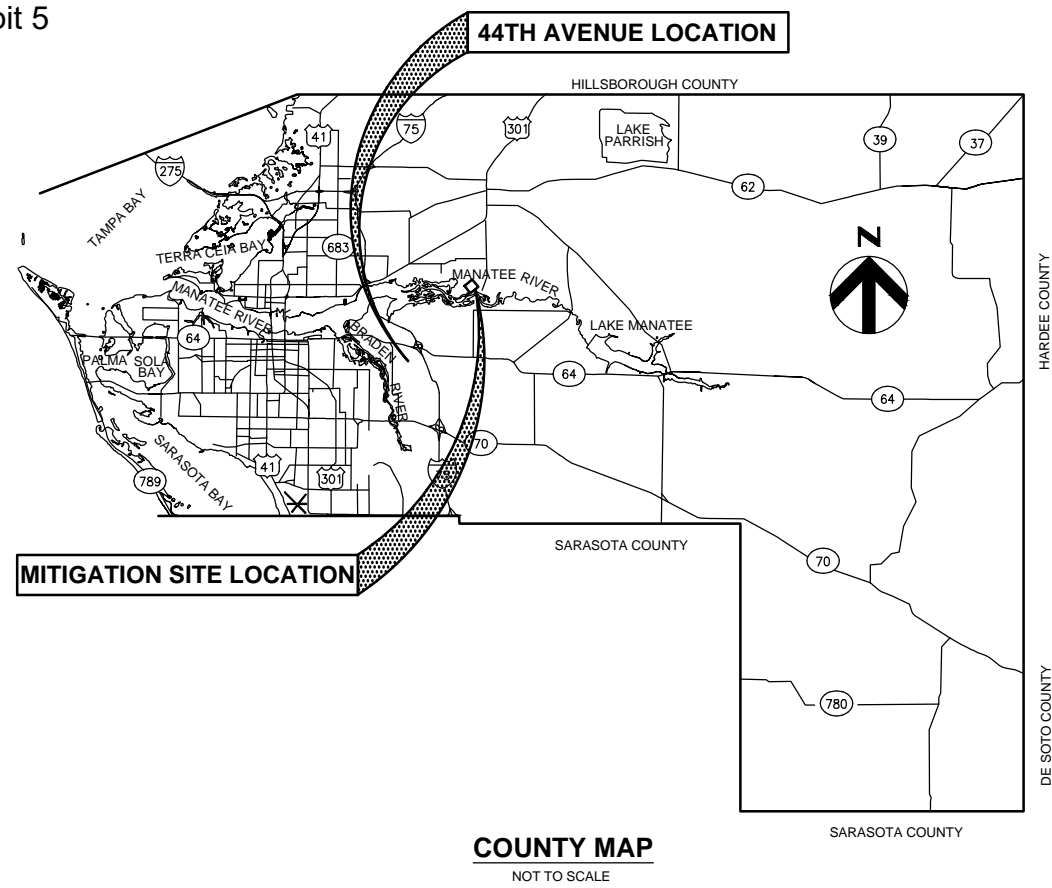 bit 5
44TH AVENUE LOCATION
HILLSBOROUGH COUNTY
41
75
301
LAKE
PARRISH
39
37
275
62
TAMPA BAY
TERRA CEIA BAY
683
N
MANATEE RIVER
MANATEE RIVER
HARDEE COUNTY
64
BRADEN
RIVER
LAKE MANATEE
PALMA SOLA
BAY
64
64
SARASOTA BAY
70
41
301
789
SARASOTA COUNTY
MITIGATION SITE LOCATION
70
780
DE SOTO COUNTY
SARASOTA COUNTY
COUNTY MAP
NOT TO SCALE